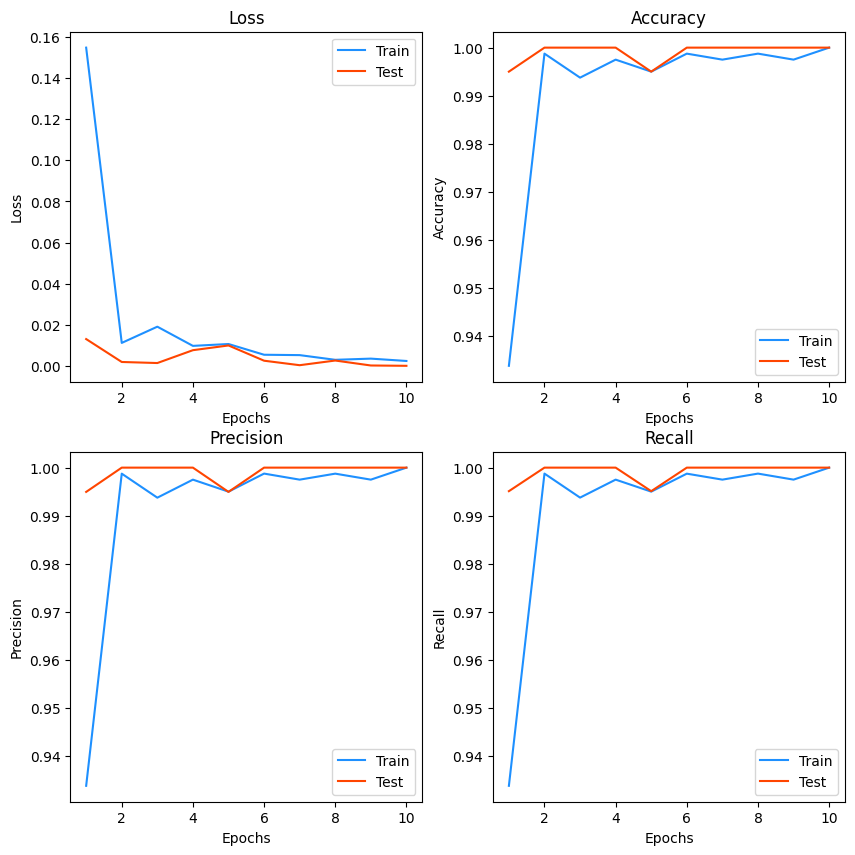 Loss
Loss
0.16
0.14
0.12
0.10
0.08
0.06
0.04
0.02
0.00
2 4 6 8 10
Epochs
Train
Test
Accuracy
Accuracy
1.00
0.99
0.98
0.97
0.96
0.95
0.94
2 4 6 8 10
Epochs
Train
Test
Precision
Precision
1.00
0.99
0.98
0.97
0.96
0.95
0.94
2 4 6 8 10
Epochs
Train
Test
Recall
Recall
1.00
0.99
0.98
0.97
0.96
0.95
0.94
2 4 6 8 10
Epochs
Train
Test